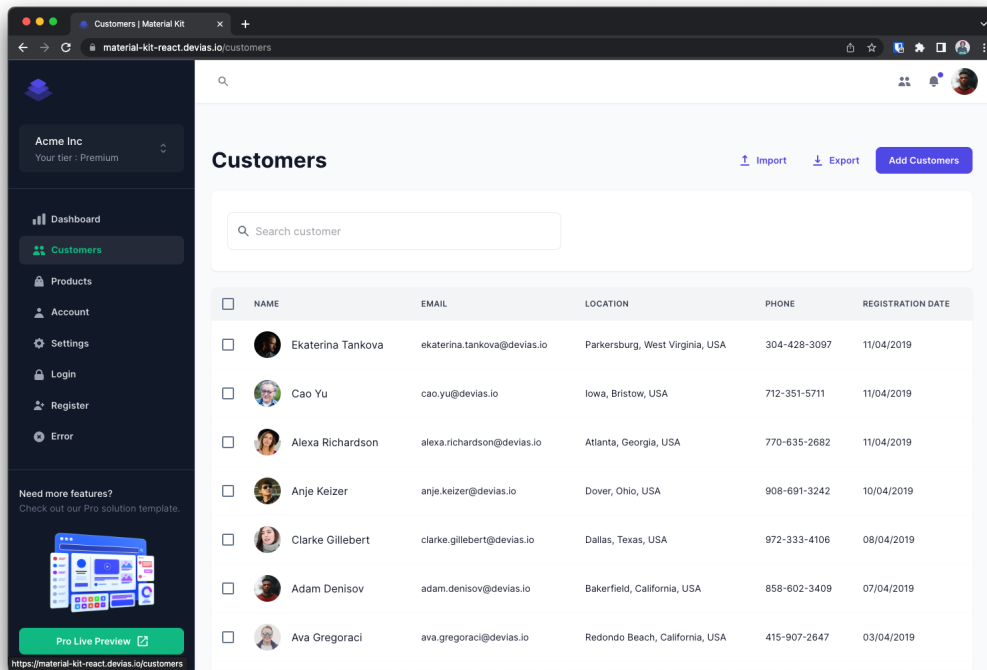 Customers | Material Kit
material-kit-react.devias.io/customers
Acme Inc
Your tier : Premium
Dashboard
Customers
Products
Account
Settings
Login
Register
Error
Need more features?
Check out our Pro solution template.
Pro Live Preview
https://material-kit-react.devias.io/customers
Customers
Import
Export
Add Customers
Search customer
NAME EMAIL LOCATION PHONE REGISTRATION DATE
Ekaterina Tankova ekaterina.tankova@devias.io Parkersburg, West Virginia, USA 304-428-3097 11/04/2019
Cao Yu cao.yu@devias.io Iowa, Bristow, USA 712-351-5711 11/04/2019
Alexa Richardson alexa.richardson@devias.io Atlanta, Georgia, USA 770-635-2682 11/04/2019
Anje Keizer anje.keizer@devias.io Dover, Ohio, USA 908-691-3242 10/04/2019
Clarke Gillebert clarke.gillebert@devias.io Dallas, Texas, USA 972-333-4106 08/04/2019
Adam Denisov adam.denisov@devias.io Bakerfield, California, USA 858-602-3409 07/04/2019
Ava Gregoraci ava.gregoraci@devias.io Redondo Beach, California, USA 415-907-2647 03/04/2019